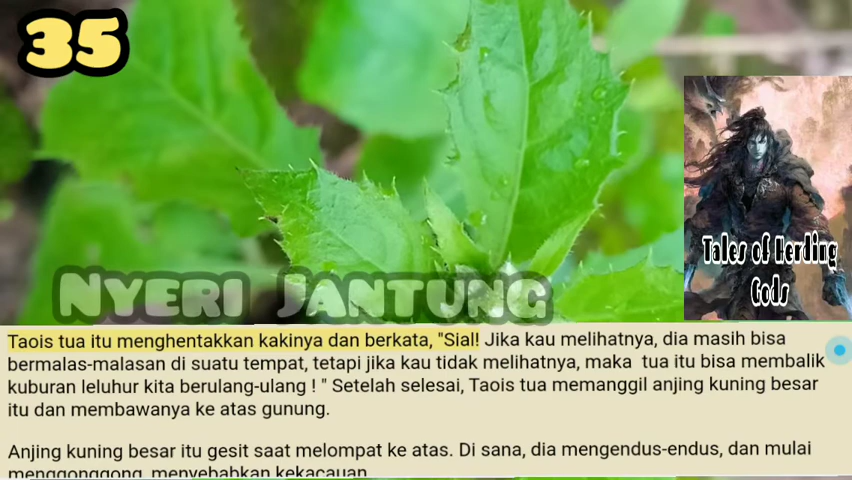 35
Tales of Herding
Gods
Nyeri Jantung
Taois tua itu menghentakkan kakinya dan berkata, "Sial! Jika kau melihatnya, dia masih bisa
bermalas-malasan di suatu tempat, tetapi jika kau tidak melihatnya, maka tua itu bisa membalik
kuburan leluhur kita berulang-ulang ! " Setelah selesai, Taois tua memanggil anjing kuning besar
itu dan membawanya ke atas gunung.
Anjing kuning besar itu gesit saat melompat ke atas. Di sana, dia mengendus-endus, dan mulai
menggonggong, menyebabkan kekacauan